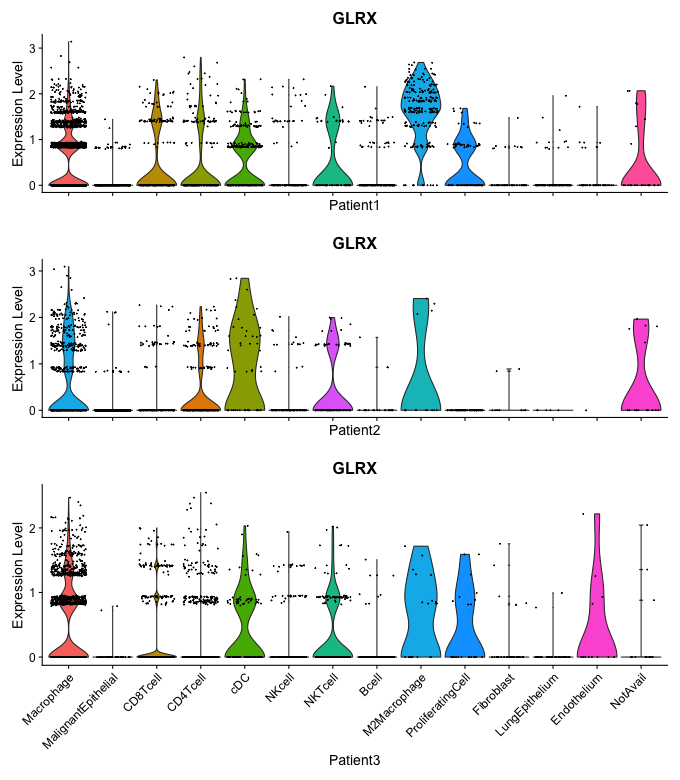 GLRX
Expression Level
3
2
1
0
Patient1
GLRX
Expression Level
3
2
1
0
Patient2
GLRX
Expression Level
2
1
0
Macrophage
MalignantEpithelial
CD8Tcell
CD4Tcell
cDC
NKcell
NKTcell
Bcell
M2Macrophage
ProliferatingCell
Fibroblast
LungEpithelium
Endothelium
NotAvail
Patient3